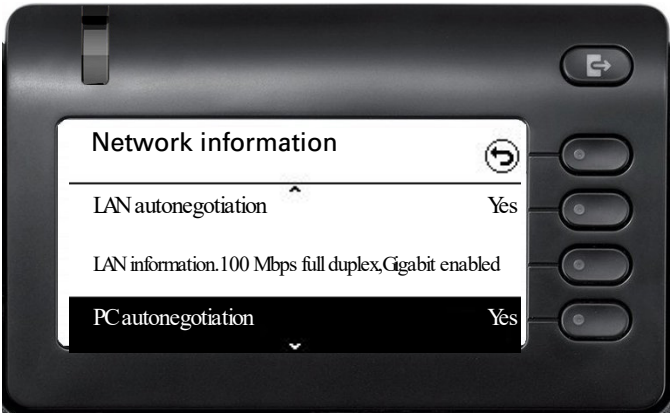 Network information
LAN autonegotiation Yes
LAN information.100 Mbps full duplex,Gigabit enabled
PC autonegotiation Yes